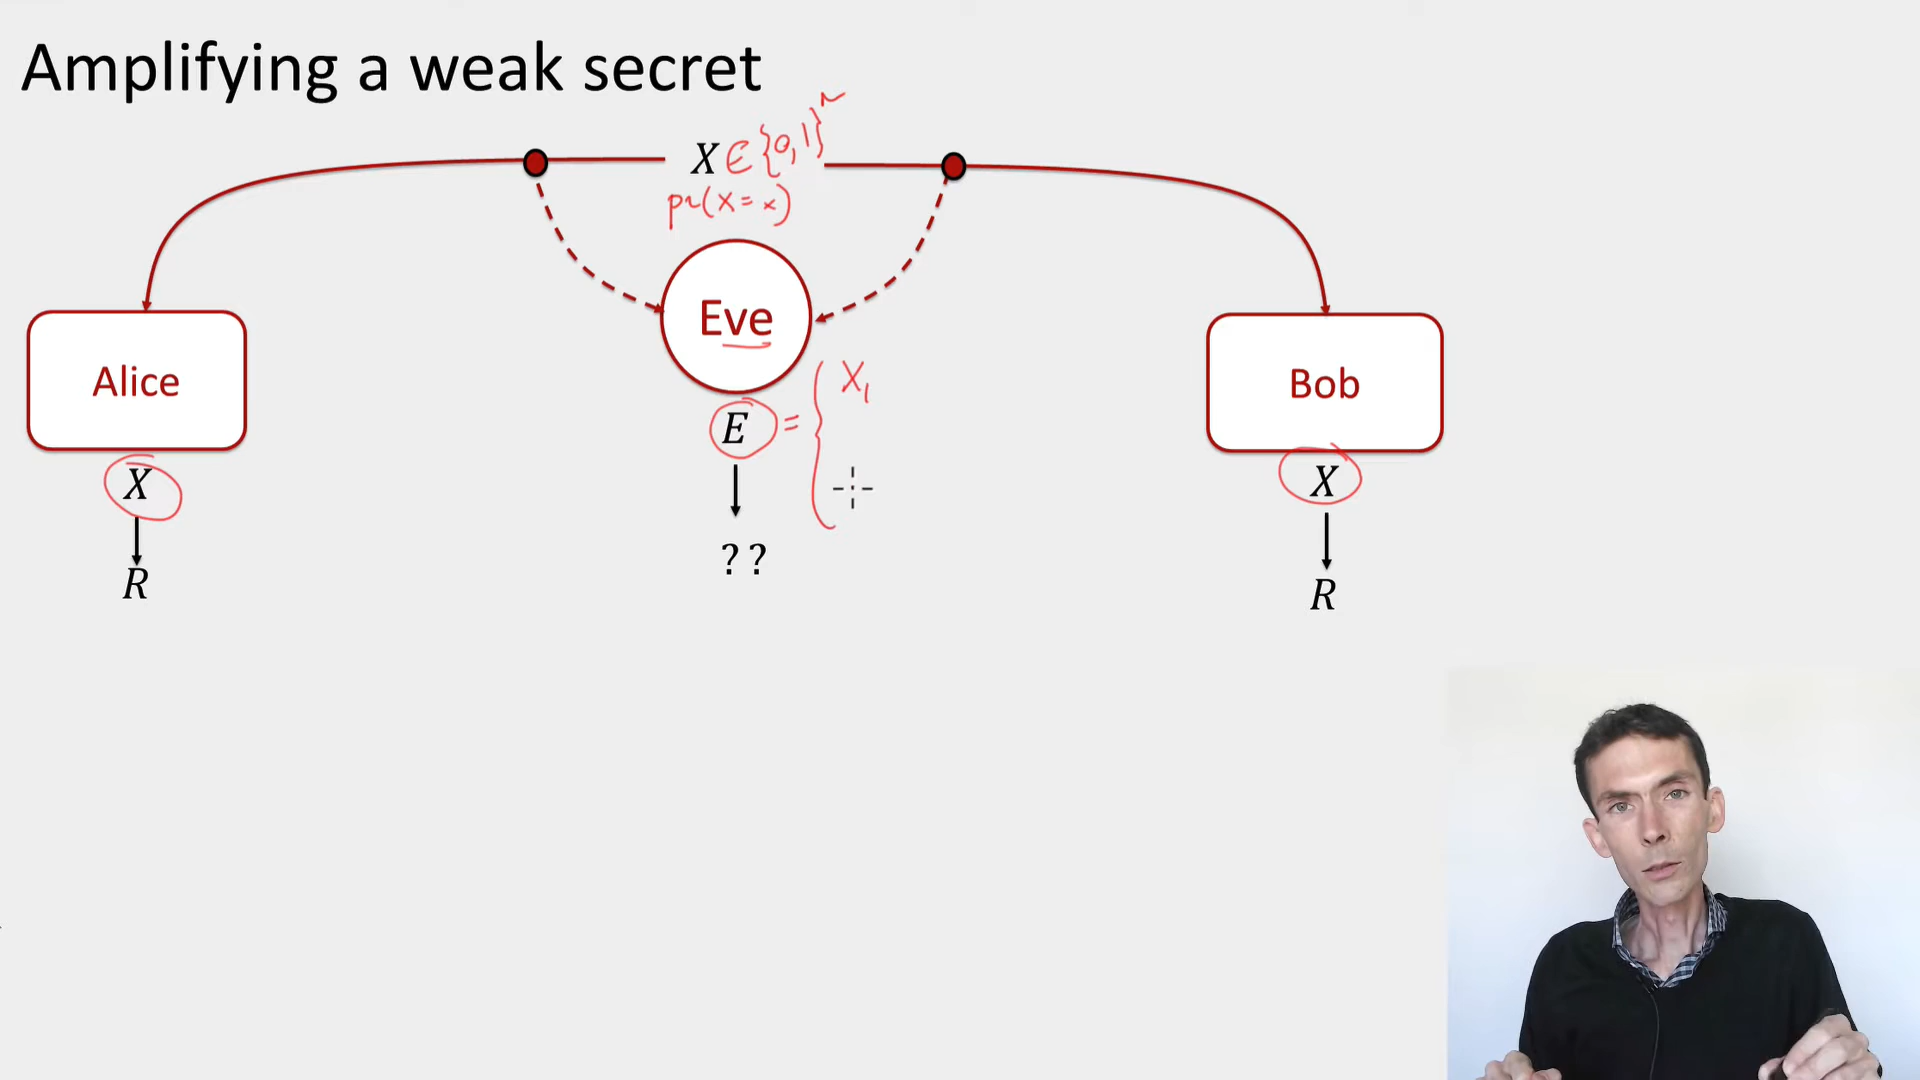 Amplifying a weak secret
X ∈ {0,1}ⁿ
pr(X = x)
Eve
Alice
Bob
E = { X₁
X
X
? ?
R
R